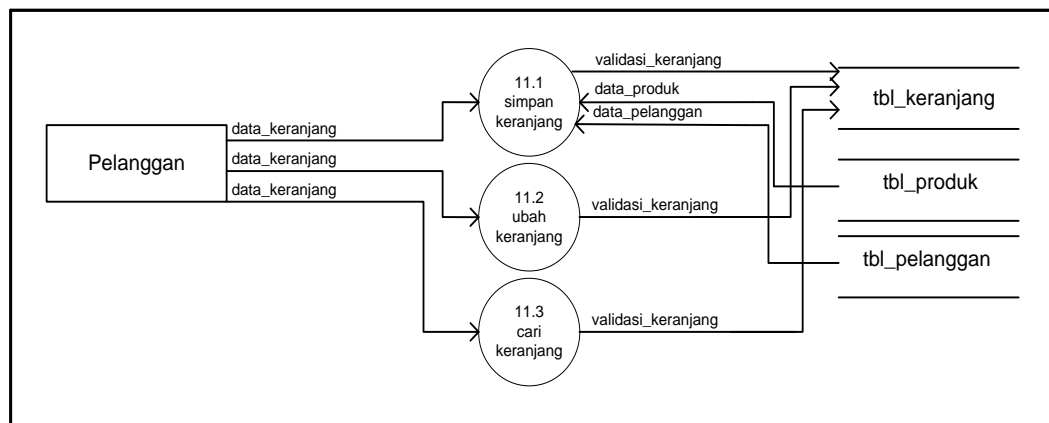 validasi_keranjang
11.1
simpan
keranjang
data_produk
data_pelanggan
tbl_keranjang
data_keranjang
Pelanggan
data_keranjang
data_keranjang
tbl_produk
11.2
ubah
keranjang
validasi_keranjang
tbl_pelanggan
11.3
cari
keranjang
validasi_keranjang